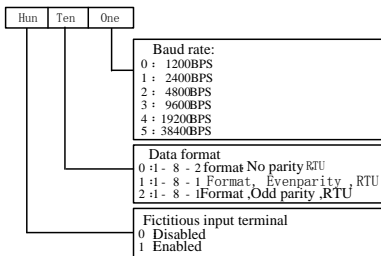 Hun Ten One
Baud rate:
0 : 1200BPS
1 : 2400BPS
2 : 4800BPS
3 : 9600BPS
4 : 19200BPS
5 : 38400BPS
Data format
0 :1- 8 - 2 format No parity RTU
1 :1- 8 - 1 Format, Evenparity ,RTU
2 :1- 8 - 1Format ,Odd parity ,RTU
Fictitious input terminal
0 Disabled
1 Enabled